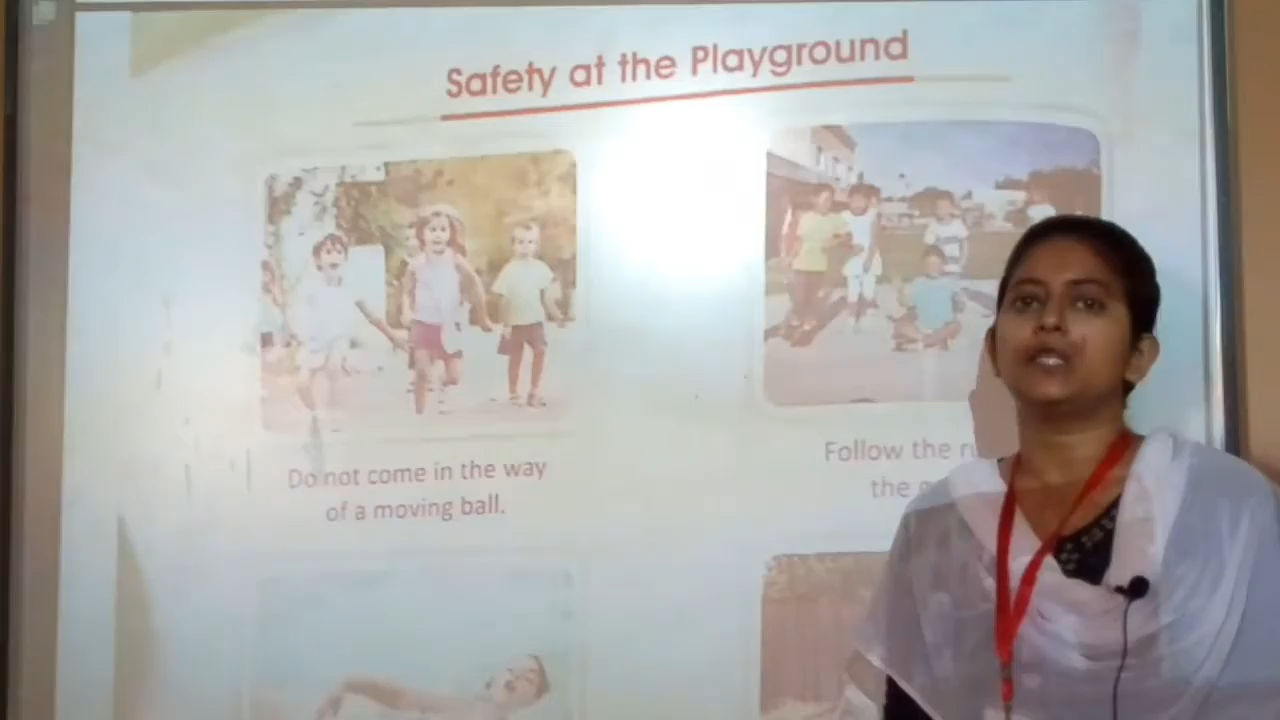 Safety at the Playground
Do not come in the way
of a moving ball.
Follow the
the